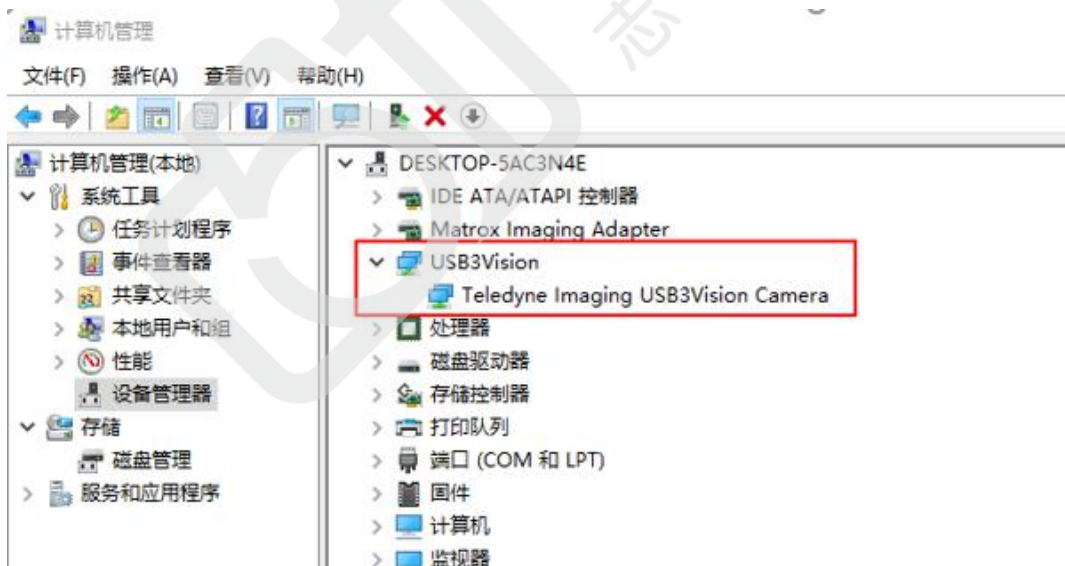 计算机管理
文件(F) 操作(A) 查看(V) 帮助(H)
计算机管理(本地)
系统工具
任务计划程序
事件查看器
共享文件夹
本地用户和组
性能
设备管理器
存储
磁盘管理
服务和应用程序
DESKTOP-5AC3N4E
IDE ATA/ATAPI 控制器
Matrox Imaging Adapter
USB3Vision
Teledyne Imaging USB3Vision Camera
处理器
磁盘驱动器
存储控制器
打印队列
端口 (COM 和 LPT)
固件
计算机
监视器
志